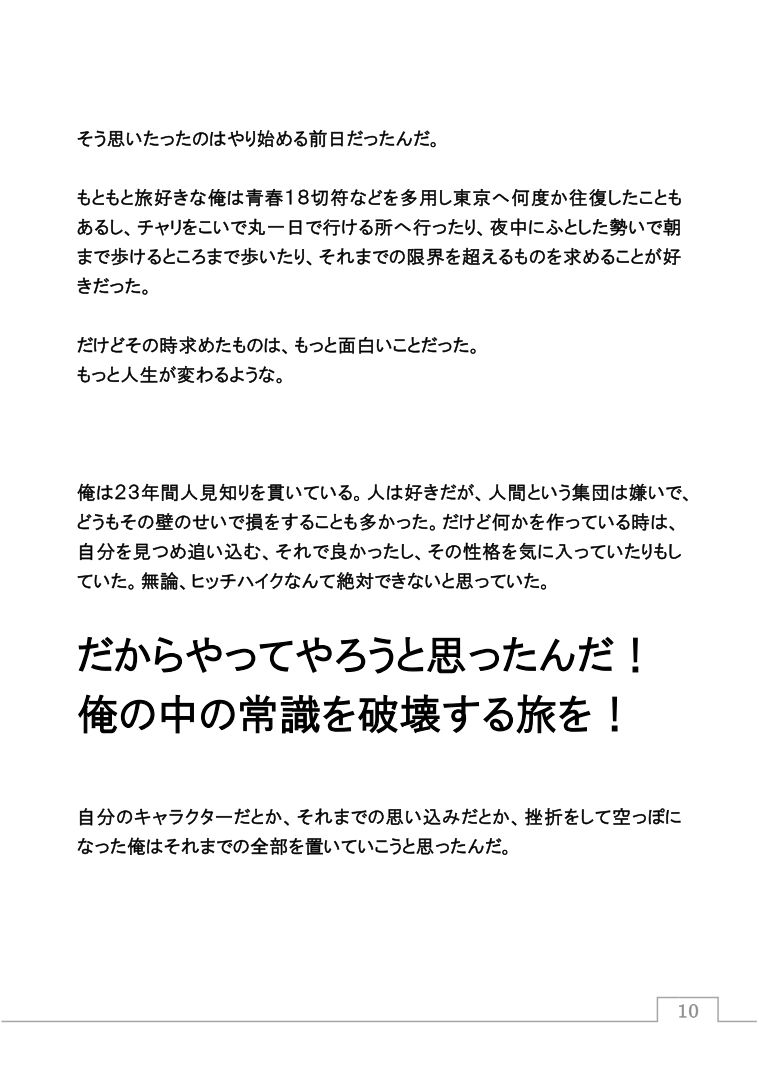 そう思いたったのはやり始める前日だったんだ。
もともと旅好きな俺は青春１８切符などを多用し東京へ何度か往復したことも
あるし、チャリをこいで丸一日で行ける所へ行ったり、夜中にふとした勢いで朝
まで歩けるところまで歩いたり、それまでの限界を超えるものを求めることが好
きだった。
だけどその時求めたものは、もっと面白いことだった。
もっと人生が変わるような。
俺は２３年間人見知りを貫いている。人は好きだが、人間という集団は嫌いで、
どうもその壁のせいで損をすることも多かった。だけど何かを作っている時は、
自分を見つめ追い込む、それで良かったし、その性格を気に入っていたりもし
ていた。無論、ヒッチハイクなんて絶対できないと思っていた。
だからやってやろうと思ったんだ！
俺の中の常識を破壊する旅を！
自分のキャラクターだとか、それまでの思い込みだとか、挫折をして空っぽに
なった俺はそれまでの全部を置いていこうと思ったんだ。
10